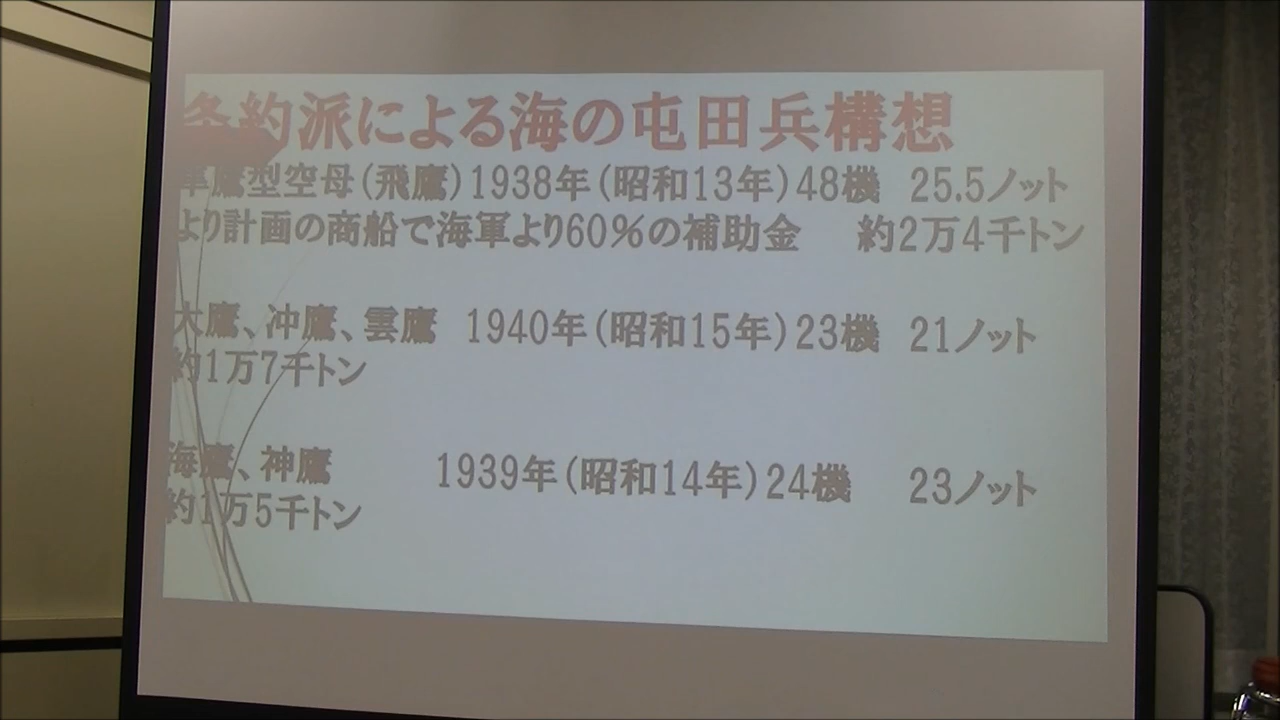 条約派による海の屯田兵構想
隼鷹型空母(飛鷹)1938年(昭和13年)48機 25.5ノット
より計画の商船で海軍より60%の補助金 約2万4千トン
大鷹、冲鷹、雲鷹 1940年(昭和15年)23機 21ノット
約1万7千トン
海鷹、神鷹 1939年(昭和14年)24機 23ノット
約1万5千トン